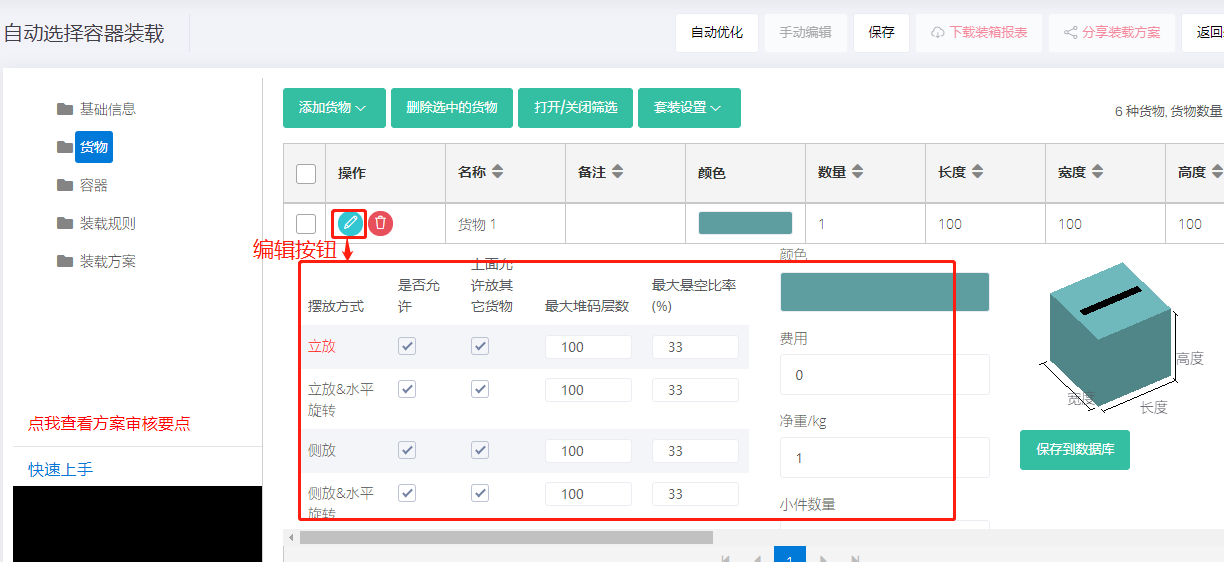 自动选择容器装载
自动优化 手动编辑 保存 下载装箱报表 分享装载方案 返回
基础信息
货物
容器
装载规则
装载方案
点我查看方案审核要点
快速上手
添加货物 删除选中的货物 打开/关闭筛选 套装设置
6 种货物, 货物数量
操作 名称 备注 颜色 数量 长度 宽度 高度
货物 1 1 100 100 100
编辑按钮
摆放方式 是否允许 上面允许放其它货物 最大堆码层数 最大悬空比率(%)
立放 100 33
立放&水平旋转 100 33
侧放 100 33
侧放&水平旋转 100 33
颜色
费用
0
净重/kg
1
小件数量
高度
宽度
长度
保存到数据库
1